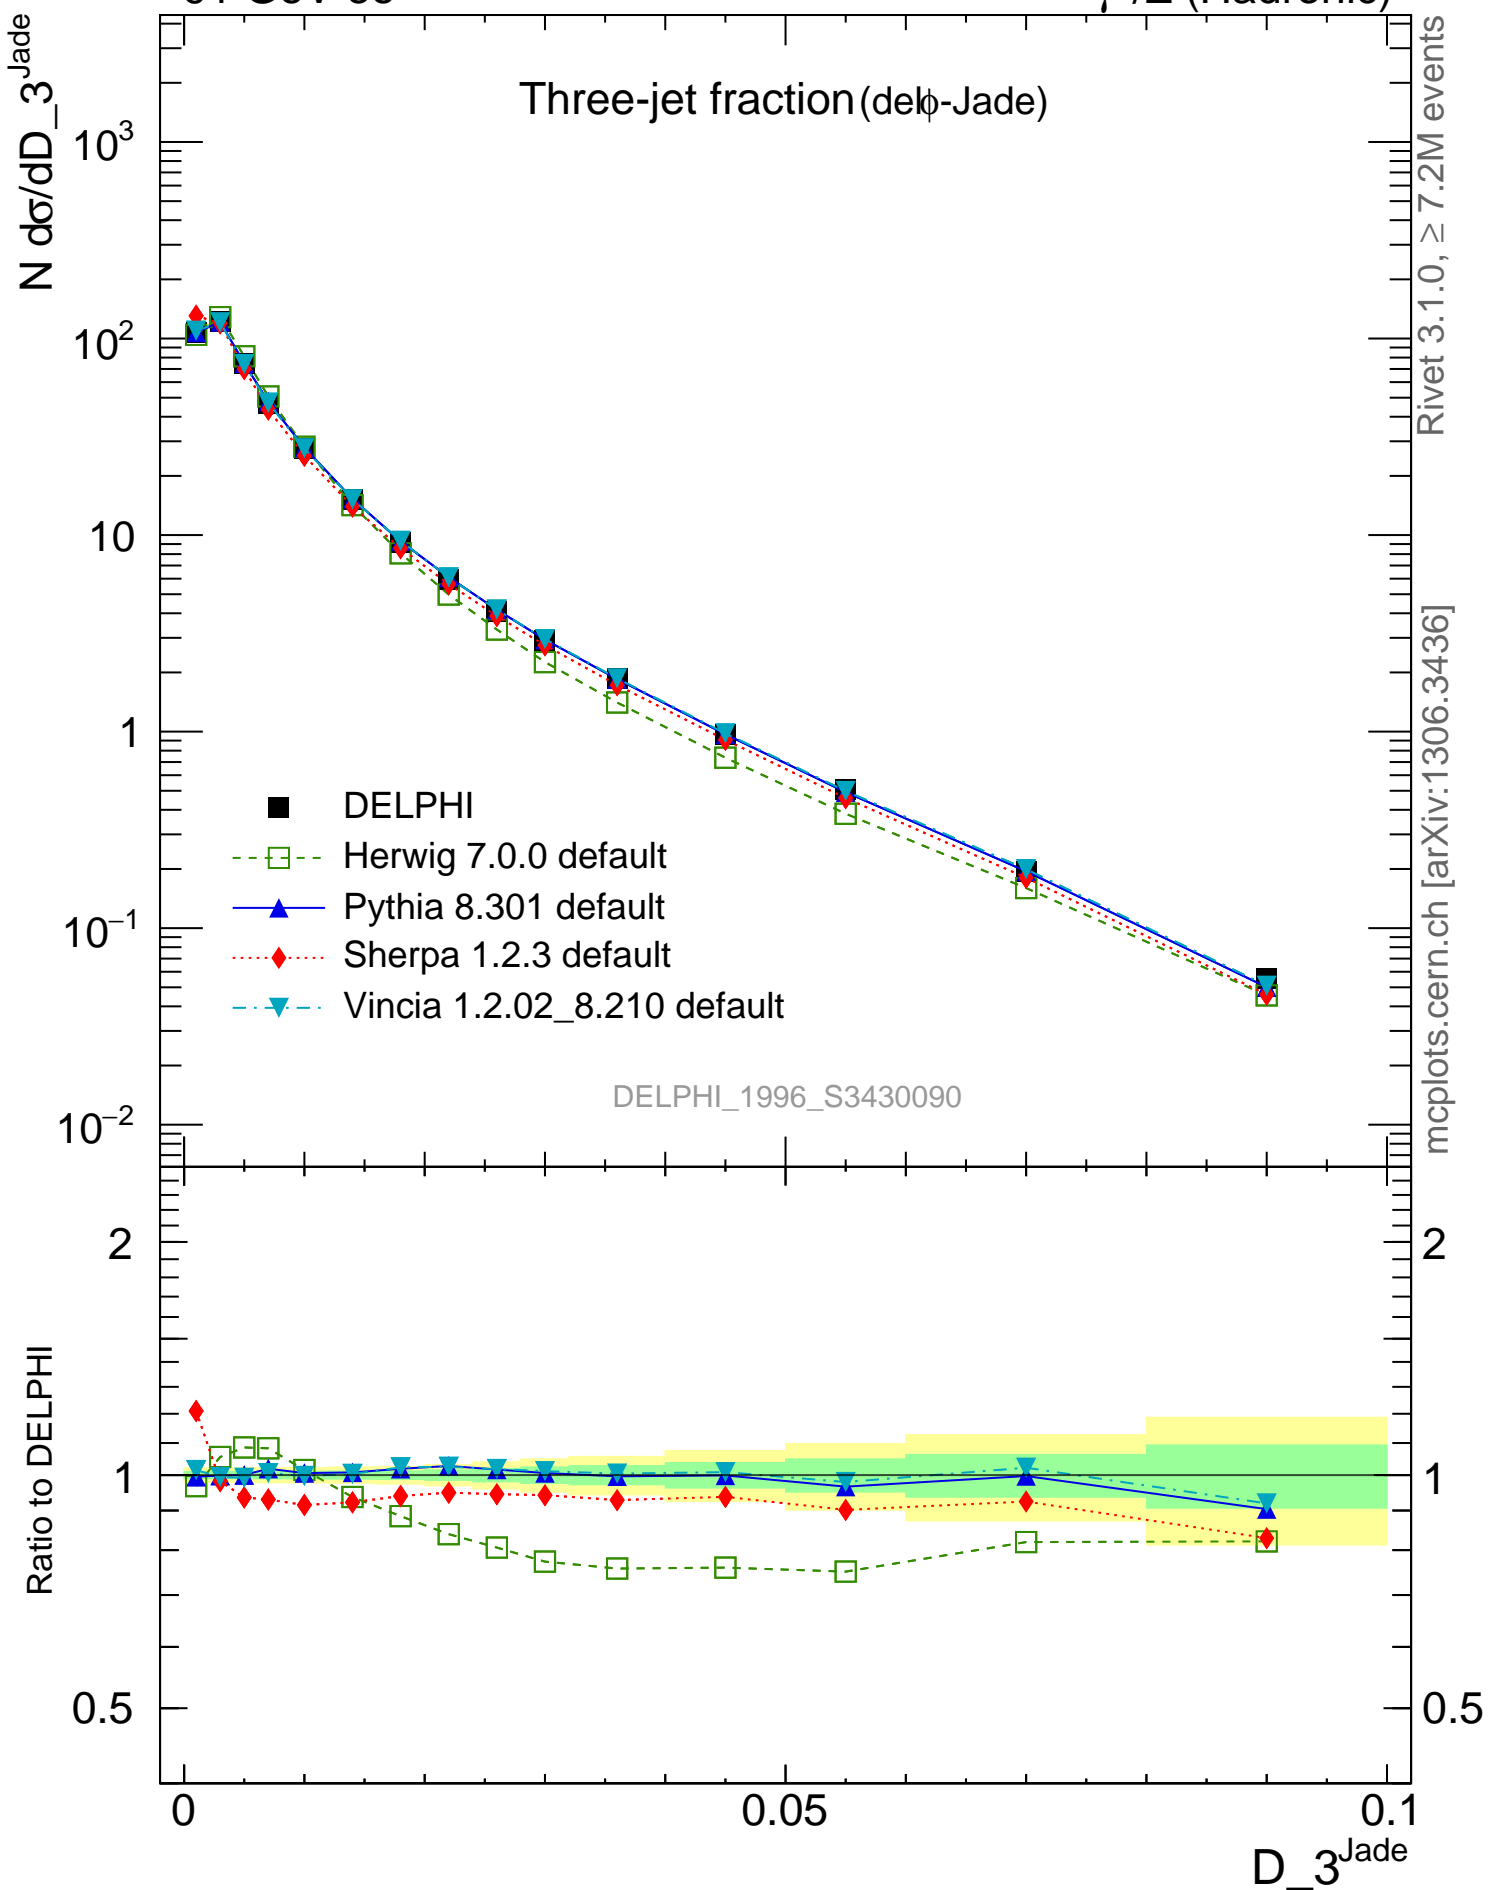 N dσ/dD_3^Jade
Three-jet fraction (delϕ-Jade)
10^3
10^2
10
1
10^−1
10^−2
DELPHI
Herwig 7.0.0 default
Pythia 8.301 default
Sherpa 1.2.3 default
Vincia 1.2.02_8.210 default
DELPHI_1996_S3430090
Rivet 3.1.0, ≥ 7.2M events
mcplots.cern.ch [arXiv:1306.3436]
Ratio to DELPHI
2
1
0.5
2
1
0.5
0
0.05
0.1
D_3^Jade